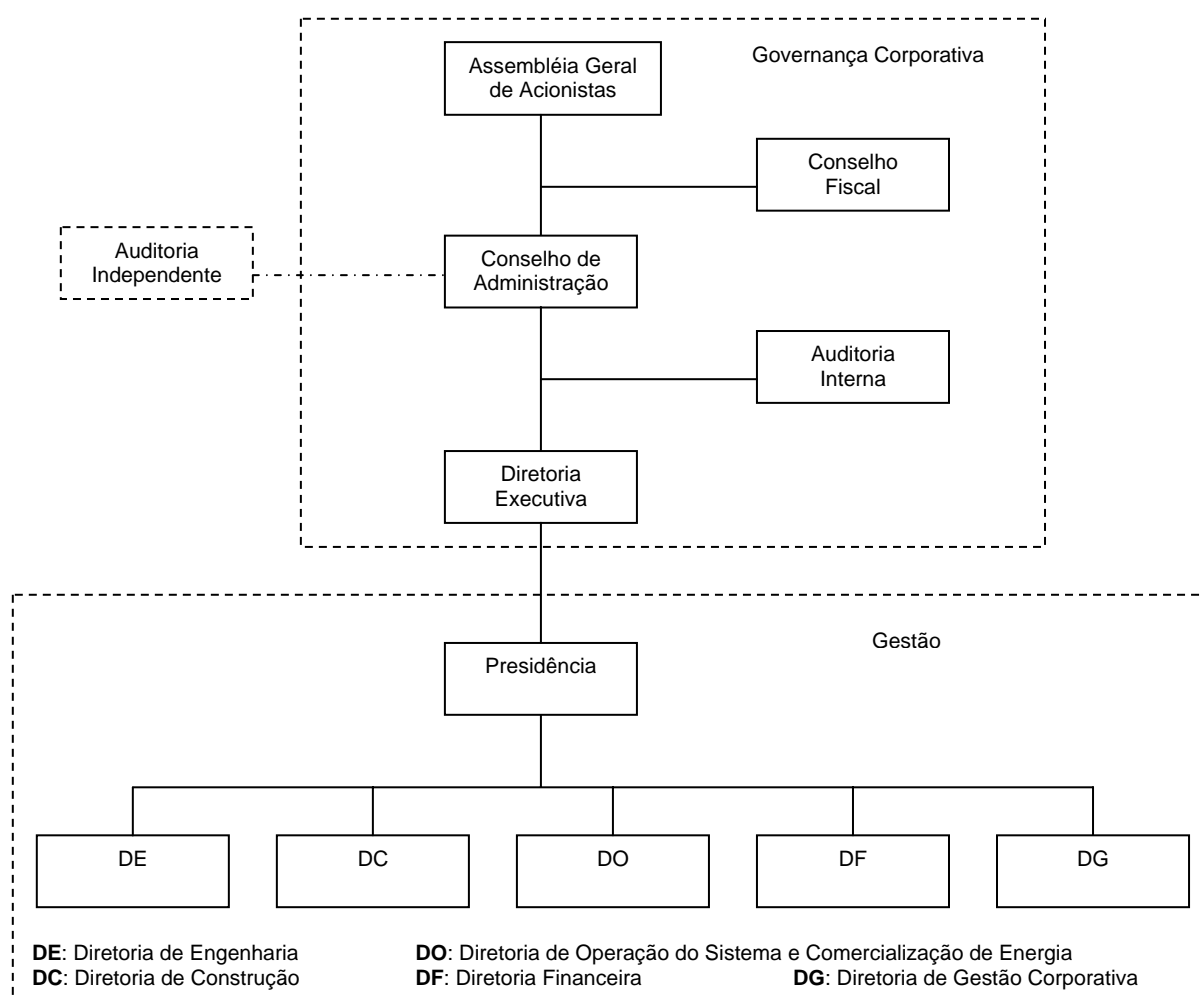 Governança Corporativa
Assembléia Geral
de Acionistas
Conselho
Fiscal
Auditoria
Independente
Conselho de
Administração
Auditoria
Interna
Diretoria
Executiva
Gestão
Presidência
DE
DC
DO
DF
DG
DE: Diretoria de Engenharia
DO: Diretoria de Operação do Sistema e Comercialização de Energia
DC: Diretoria de Construção
DF: Diretoria Financeira
DG: Diretoria de Gestão Corporativa